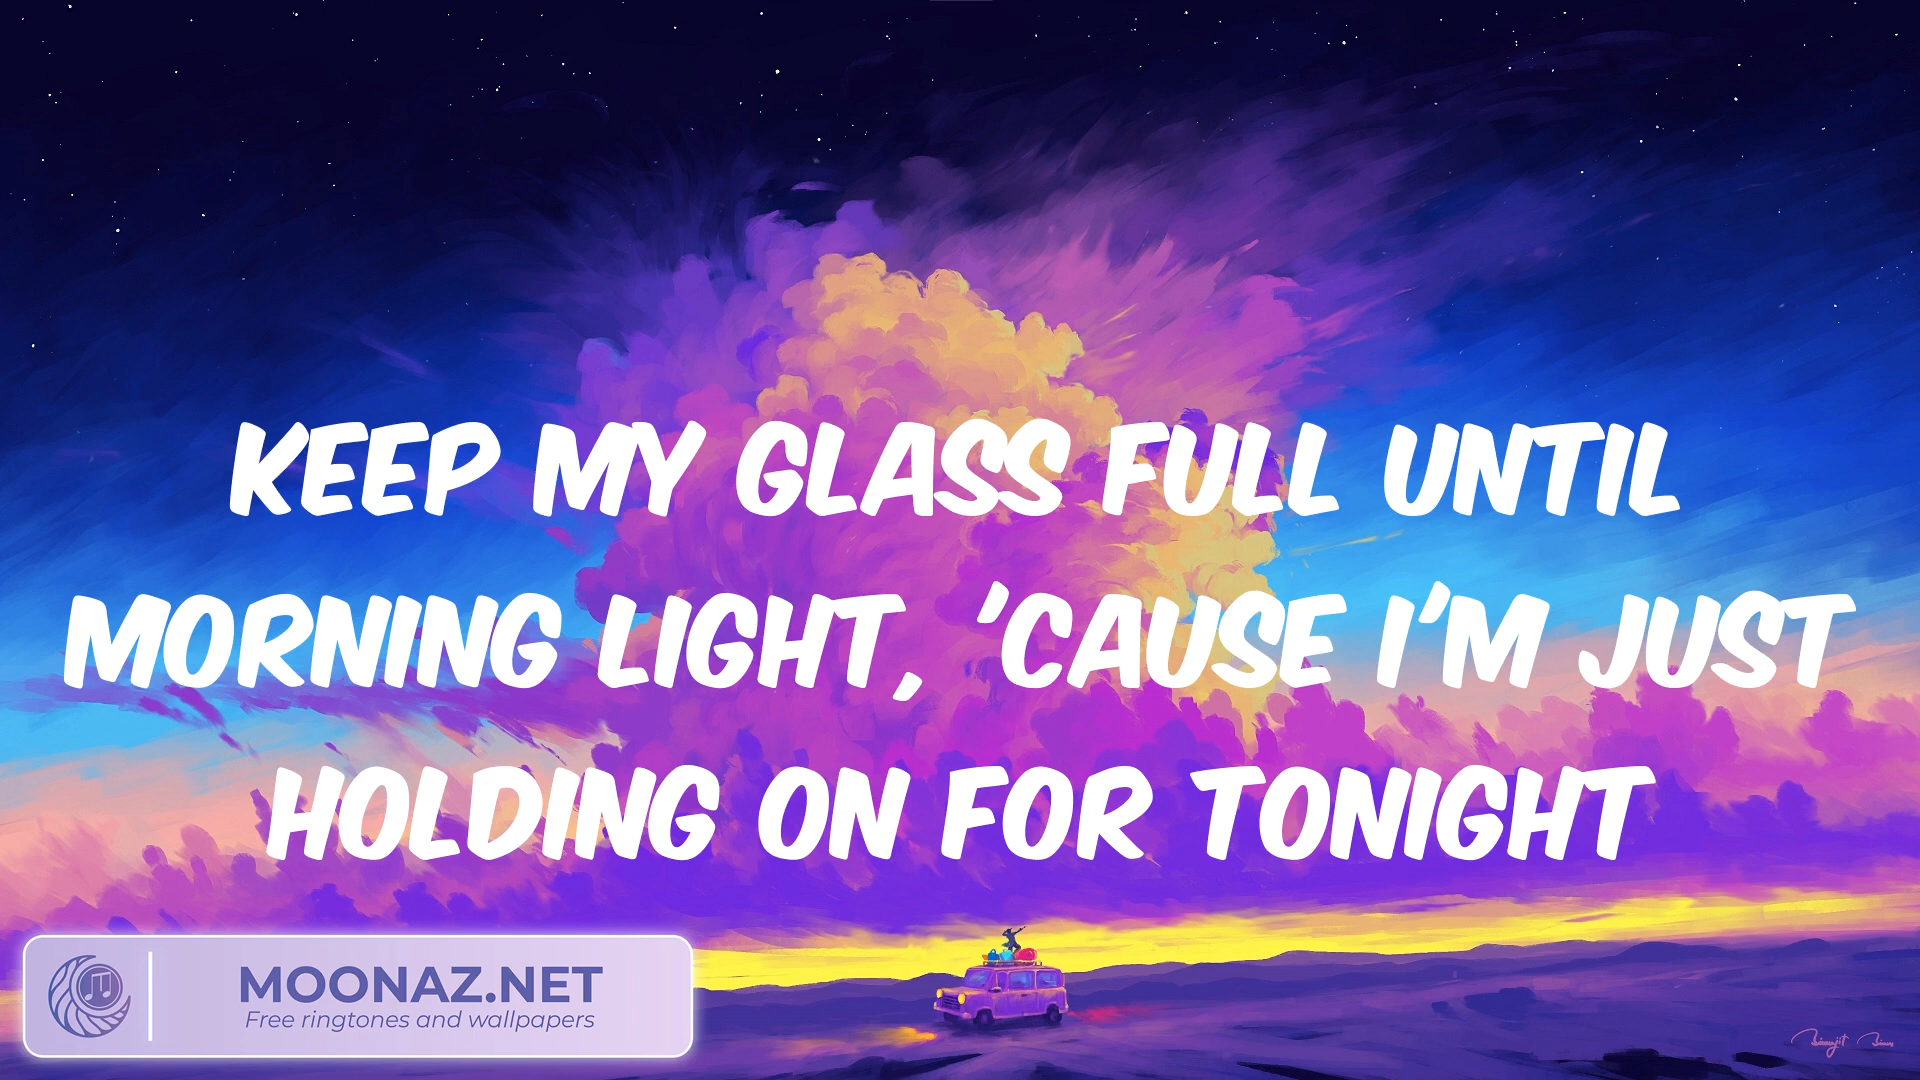 KEEP MY GLASS FULL UNTIL
MORNING LIGHT, 'CAUSE I'M JUST
HOLDING ON FOR TONIGHT
MOONAZ.NET
Free ringtones and wallpapers